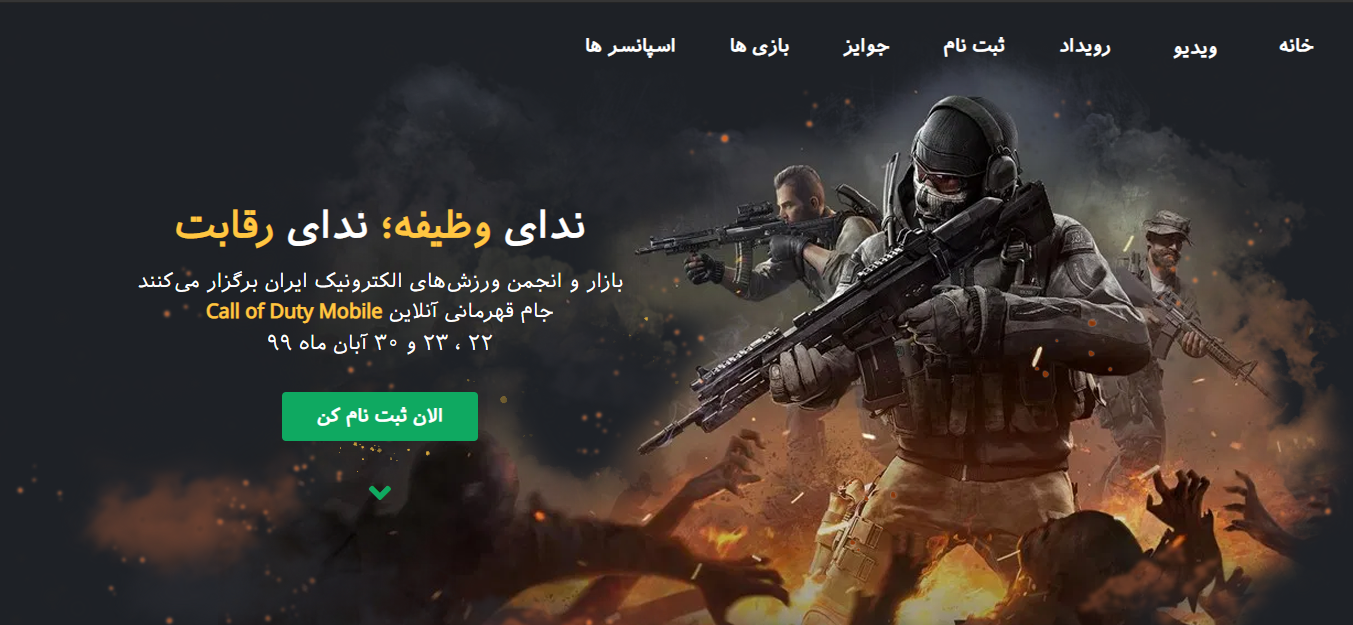 خانه ویدیو رویداد ثبت نام جوایز بازی ها اسپانسر ها
ندای وظیفه؛ ندای رقابت
بازار و انجمن ورزش‌های الکترونیک ایران برگزار می‌کنند
جام قهرمانی آنلاین Call of Duty Mobile
۲۲ ، ۲۳ و ۳۰ آبان ماه ۹۹
الان ثبت نام کن